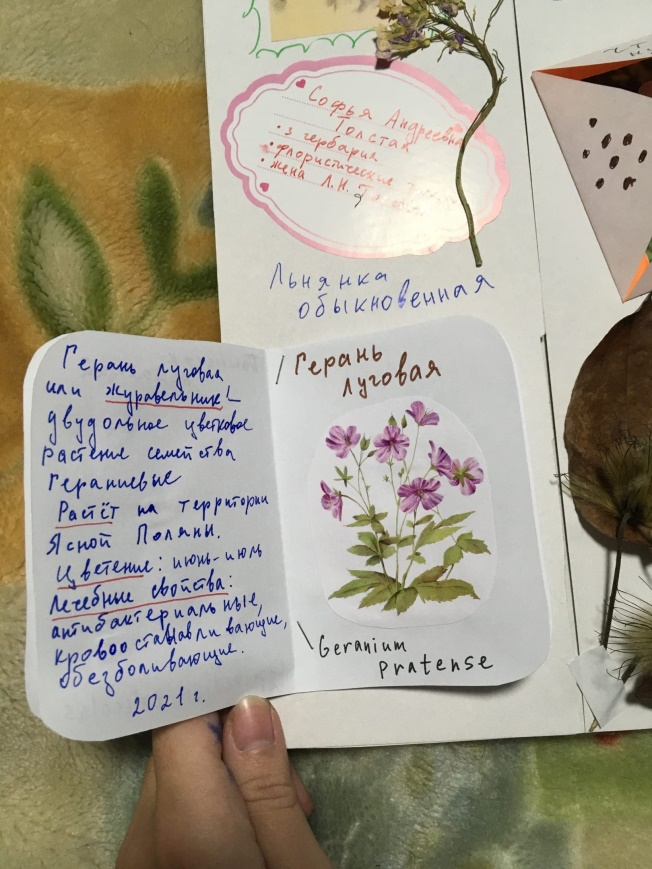 Софья Андреевна
Толстая
• з гербария
• флористические
• жена Л.Н. 
Льнянка
обыкновенная
Герань луговая
или журавельник –
двудольное цветковое
растение семейства
Гераниевые
Растёт на территории
Ясной Поляны.
Цветение: июнь-июль
Лечебные свойства:
антибактериальные,
кровоостанавливающие,
обезболивающие.
2021 г.
Герань
луговая
Geranium
pratense